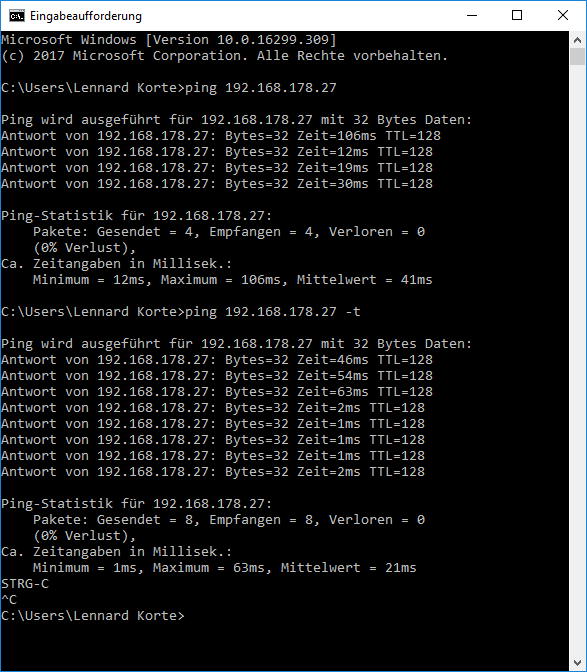 Eingabeaufforderung
Microsoft Windows [Version 10.0.16299.309]
(c) 2017 Microsoft Corporation. Alle Rechte vorbehalten.
C:\Users\Lennard Korte>ping 192.168.178.27
Ping wird ausgeführt für 192.168.178.27 mit 32 Bytes Daten:
Antwort von 192.168.178.27: Bytes=32 Zeit=106ms TTL=128
Antwort von 192.168.178.27: Bytes=32 Zeit=12ms TTL=128
Antwort von 192.168.178.27: Bytes=32 Zeit=19ms TTL=128
Antwort von 192.168.178.27: Bytes=32 Zeit=30ms TTL=128
Ping-Statistik für 192.168.178.27:
Pakete: Gesendet = 4, Empfangen = 4, Verloren = 0
(0% Verlust),
Ca. Zeitangaben in Millisek.:
Minimum = 12ms, Maximum = 106ms, Mittelwert = 41ms
C:\Users\Lennard Korte>ping 192.168.178.27 -t
Ping wird ausgeführt für 192.168.178.27 mit 32 Bytes Daten:
Antwort von 192.168.178.27: Bytes=32 Zeit=46ms TTL=128
Antwort von 192.168.178.27: Bytes=32 Zeit=54ms TTL=128
Antwort von 192.168.178.27: Bytes=32 Zeit=63ms TTL=128
Antwort von 192.168.178.27: Bytes=32 Zeit=2ms TTL=128
Antwort von 192.168.178.27: Bytes=32 Zeit=1ms TTL=128
Antwort von 192.168.178.27: Bytes=32 Zeit=1ms TTL=128
Antwort von 192.168.178.27: Bytes=32 Zeit=1ms TTL=128
Antwort von 192.168.178.27: Bytes=32 Zeit=2ms TTL=128
Ping-Statistik für 192.168.178.27:
Pakete: Gesendet = 8, Empfangen = 8, Verloren = 0
(0% Verlust),
Ca. Zeitangaben in Millisek.:
Minimum = 1ms, Maximum = 63ms, Mittelwert = 21ms
STRG-C
^C
C:\Users\Lennard Korte>